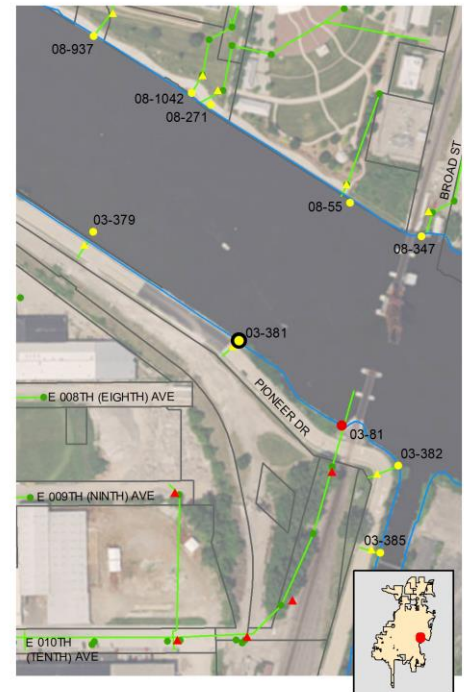 08-937
08-1042
08-271
BROAD ST
08-55
03-379
08-347
03-381
PIONEER DR
E 008TH (EIGHTH) AVE
03-81
03-382
E 009TH (NINTH) AVE
03-385
E 010TH
(TENTH) AVE